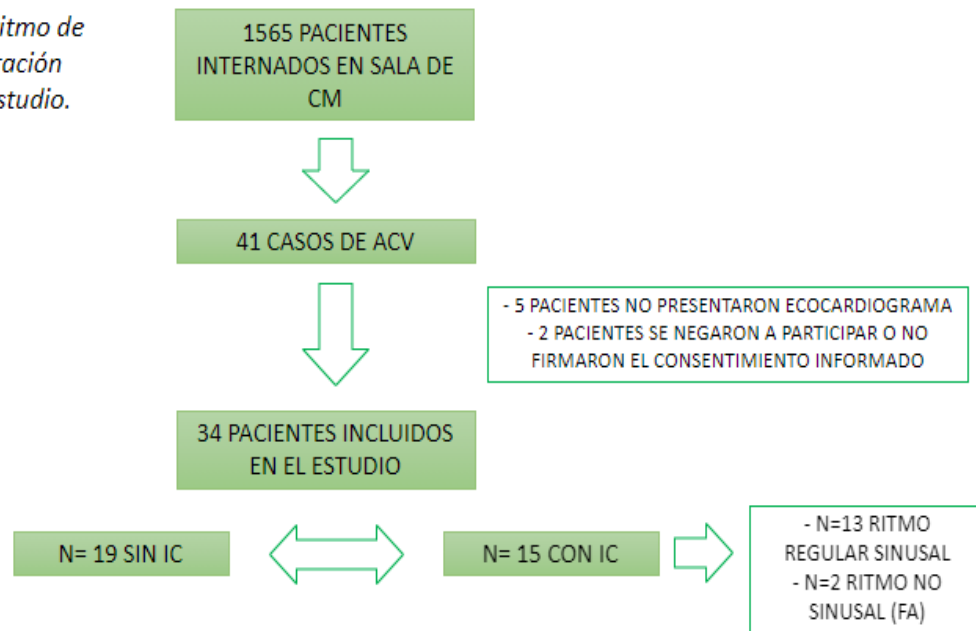 de
studio.
1565 PACIENTES
INTERNADOS EN SALA DE
CM
41 CASOS DE ACV
- 5 PACIENTES NO PRESENTARON ECOCARDIOGRAMA
- 2 PACIENTES SE NEGARON A PARTICIPAR O NO
FIRMARON EL CONSENTIMIENTO INFORMADO
34 PACIENTES INCLUIDOS
EN EL ESTUDIO
N= 19 SIN IC
N= 15 CON IC
- N=13 RITMO
REGULAR SINUSAL
- N=2 RITMO NO
SINUSAL (FA)